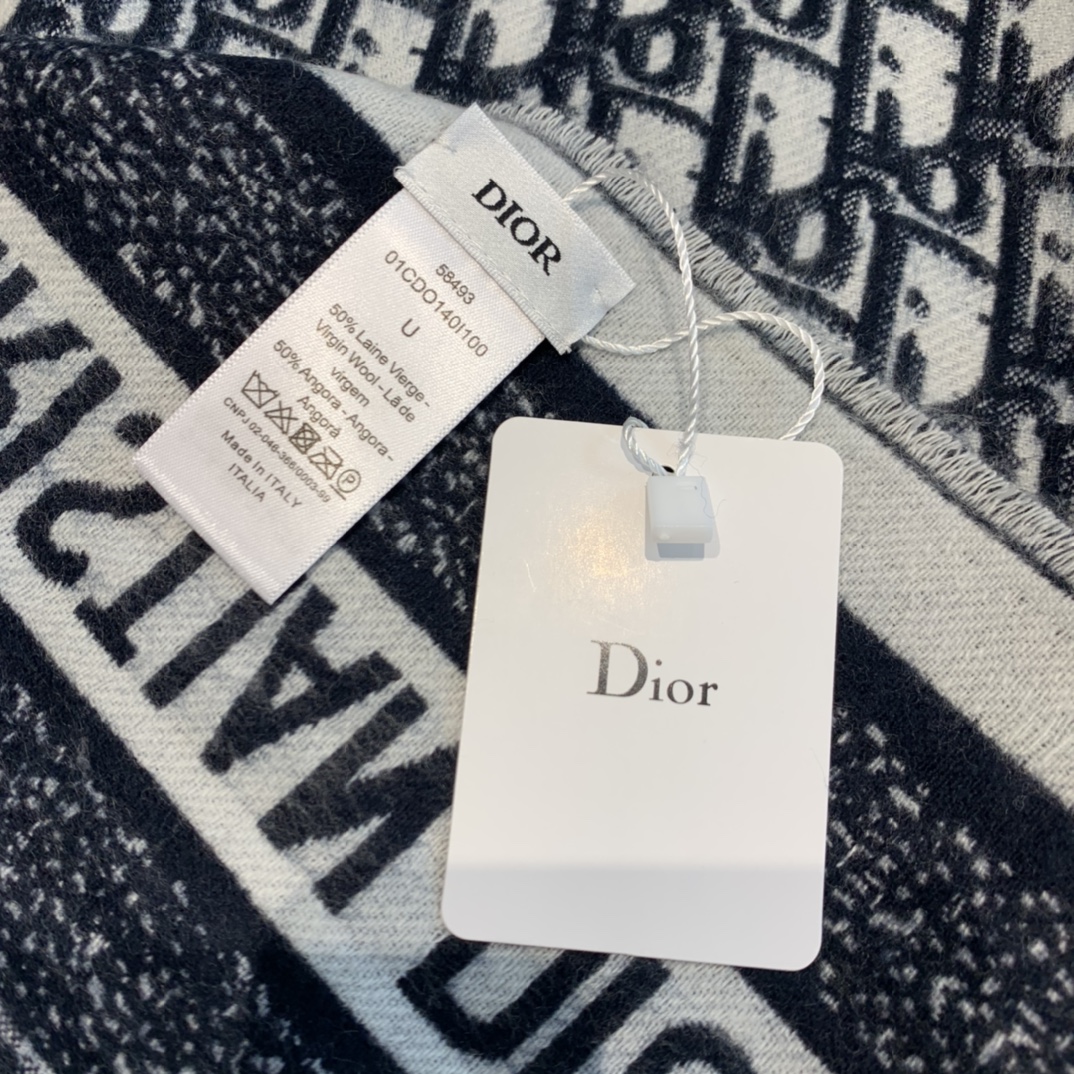 DIOR
58493
01CDO140I100
U
50% Laine Vierge -
Virgin Wool - Lã de
virgem
50% Angora - Angora -
Angorá
Made In ITALY
ITALIA
Dior